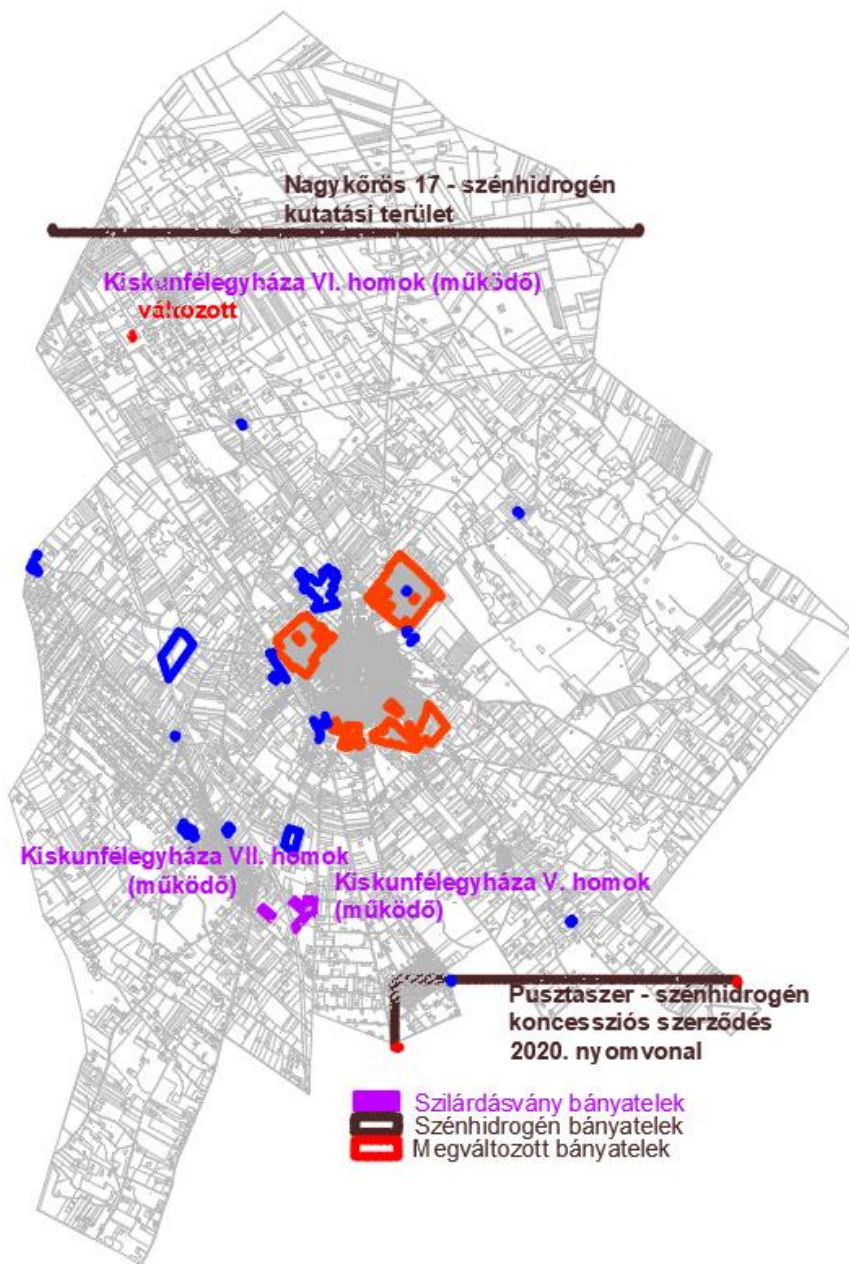 Nagykőrös 17 - szénhidrogén
kutatási terület
Kiskunfélegyháza VI. homok (működő)
változott
Kiskunfélegyháza VII. homok
(működő)
Kiskunfélegyháza V. homok
(működő)
Pusztaszer - szénhidrogén
koncessziós szerződés
2020. nyomvonal
Szilárdásvány bányatelek
Szénhidrogén bányatelek
Megváltozott bányatelek